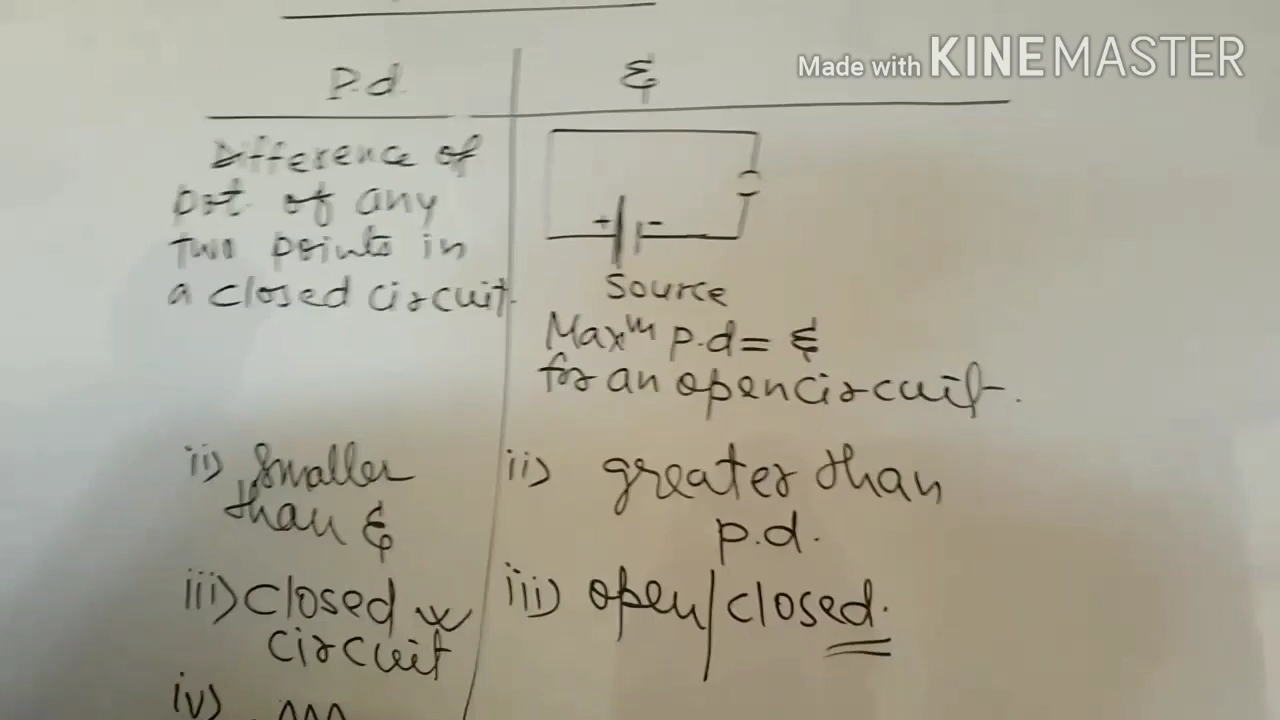 Made with KINEMASTER
P.d.
ξ
Difference of
pot of any
two points in
a closed circuit.
+ -
Source
Maxᵐ p.d = ξ
for an open circuit.
ii) Smaller
than ξ
ii) greater than
p.d.
iii) closed
circuit
iii) open/closed.
iv)